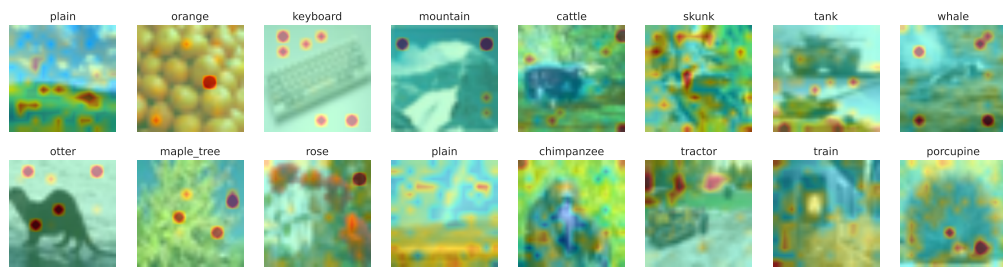 plain orange keyboard mountain cattle skunk tank whale
otter maple_tree rose plain chimpanzee tractor train porcupine